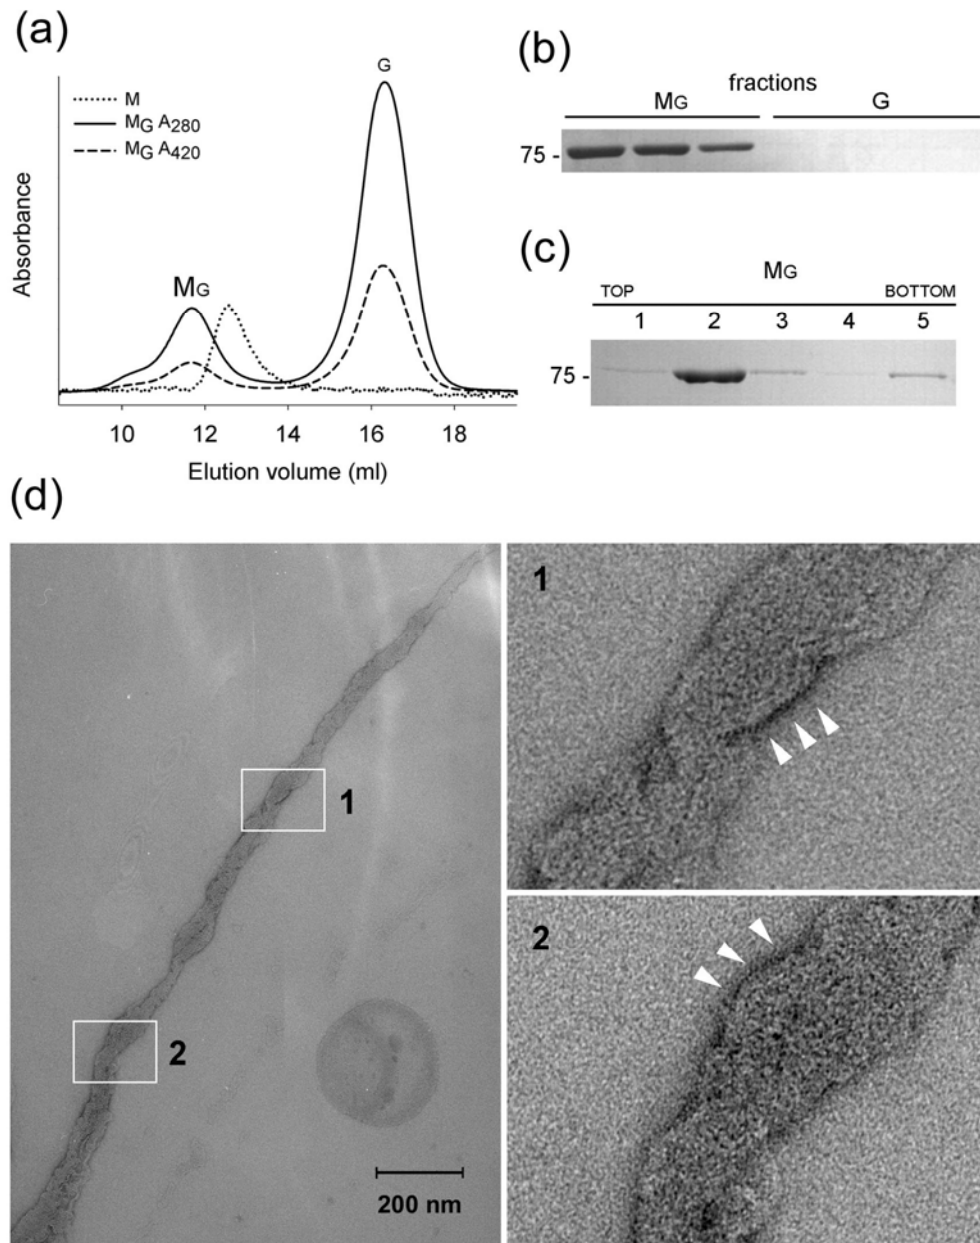 (a)
G
M
MG A280
MG A420
MG
Absorbance
10 12 14 16 18
Elution volume (ml)
(b)
fractions
MG G
75 -
(c)
MG
TOP BOTTOM
1 2 3 4 5
75 -
(d)
1
2
200 nm
1
2